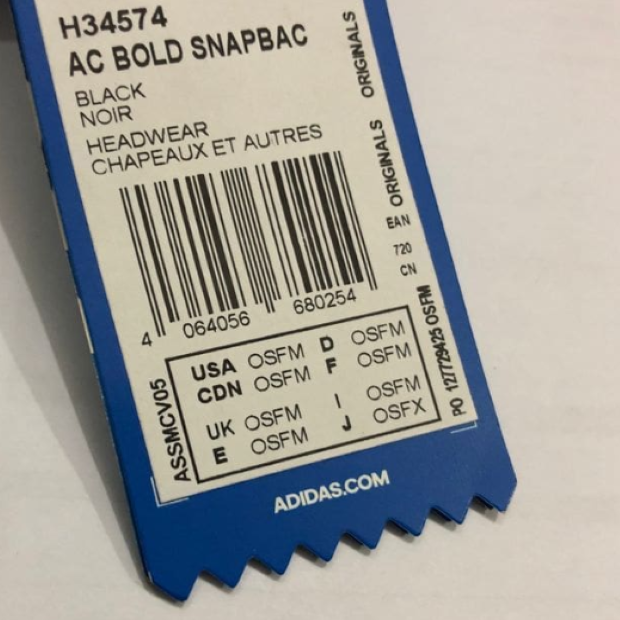 H34574
AC BOLD SNAPBAC
BLACK
NOIR
HEADWEAR
CHAPEAUX ET AUTRES
4 064056 680254
ORIGINALS
ORIGINALS
EAN
720
CN
PO 127729425 OSFM
ASSMCV05
USA OSFM D OSFM
CDN OSFM F OSFM
UK OSFM I OSFM
E OSFM J OSFX
ADIDAS.COM